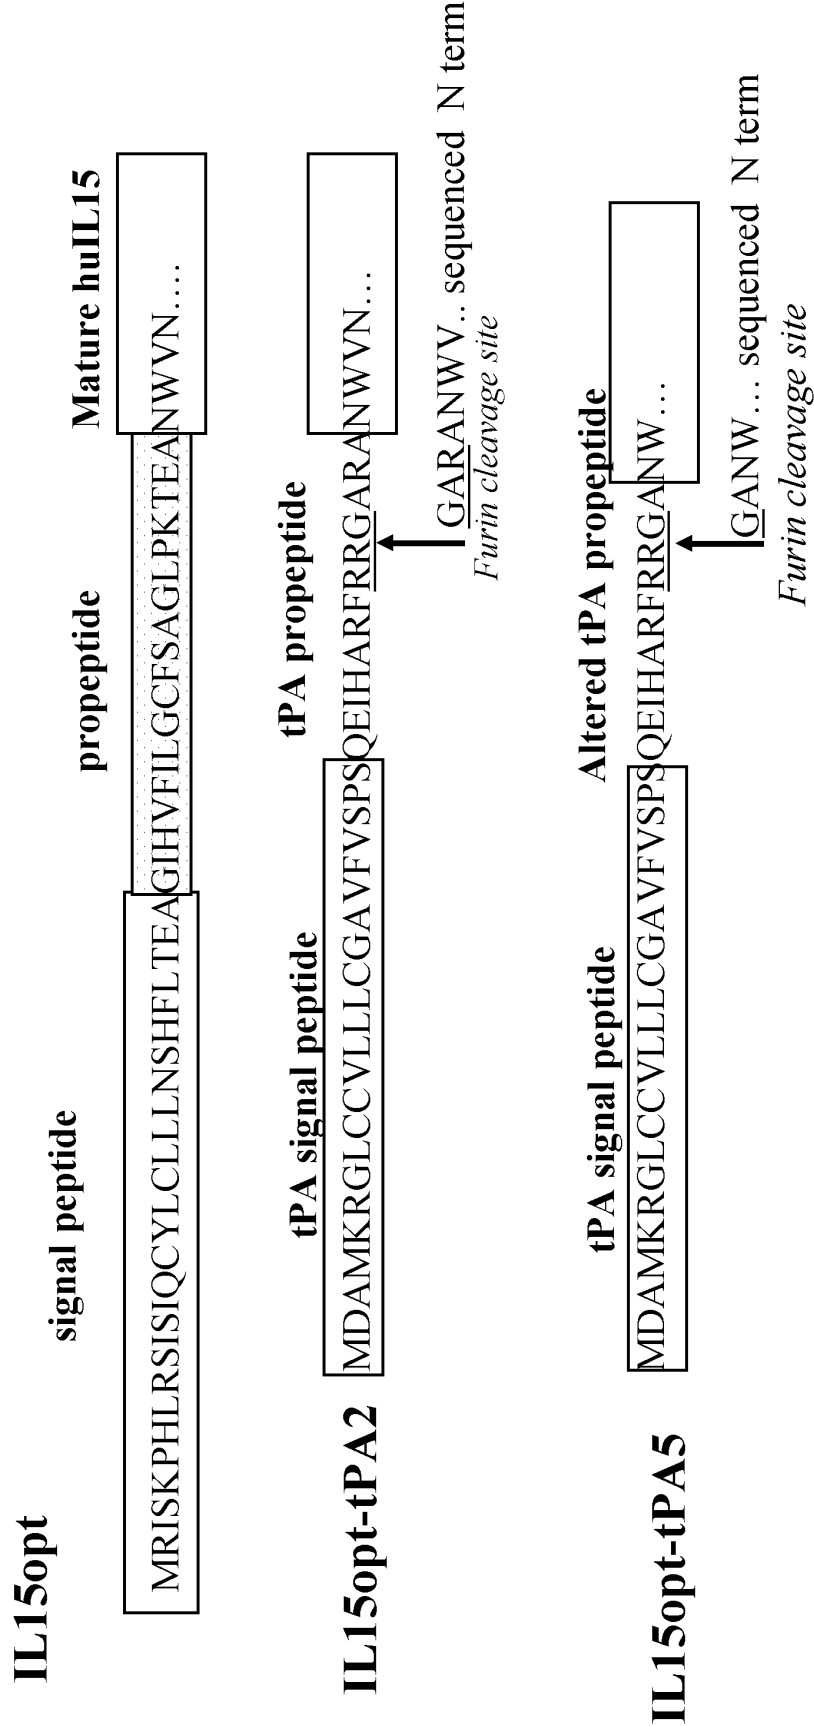 IL15opt
signal peptide
propeptide
Mature huIL15
MRISKPHLRSISIQCYLCLLLNSHFLTEAGIHVFILGCFSAGLPKTEANWVN....
tPA signal peptide
tPA propeptide
IL15opt-tPA2
MDAMKRGLCCVLLLCGAVFVSPSQEIHARFRRGARANWVN...
GARANWV.. sequenced N term
Furin cleavage site
tPA signal peptide
Altered tPA propeptide
IL15opt-tPA5
MDAMKRGLCCVLLLCGAVFVSPSQEIHARFRRGANW...
GANW... sequenced N term
Furin cleavage site